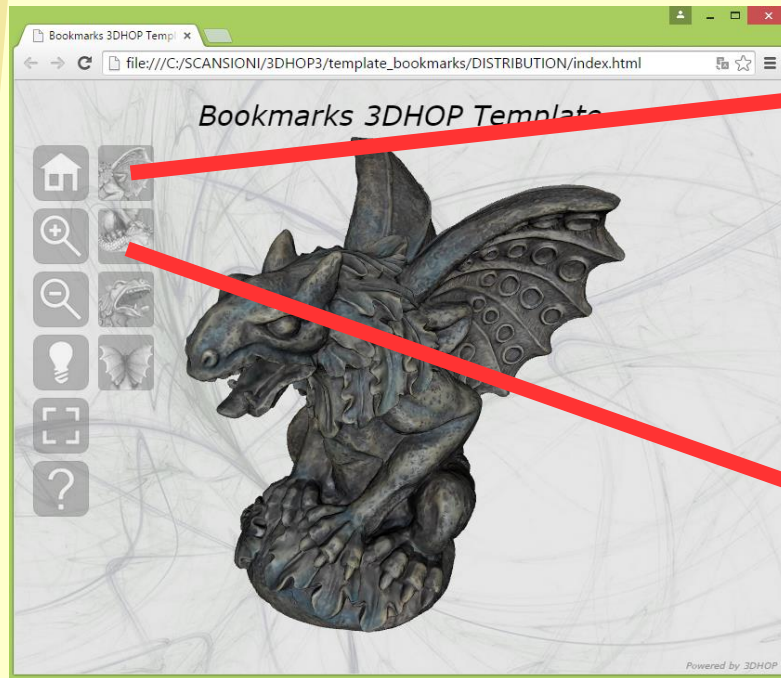 Bookmarks 3DHOP Templ
file:///C:/SCANSIONI/3DHOP3/template_bookmarks/DISTRIBUTION/index.html
Bookmarks 3DHOP Template
Powered by 3DHOP